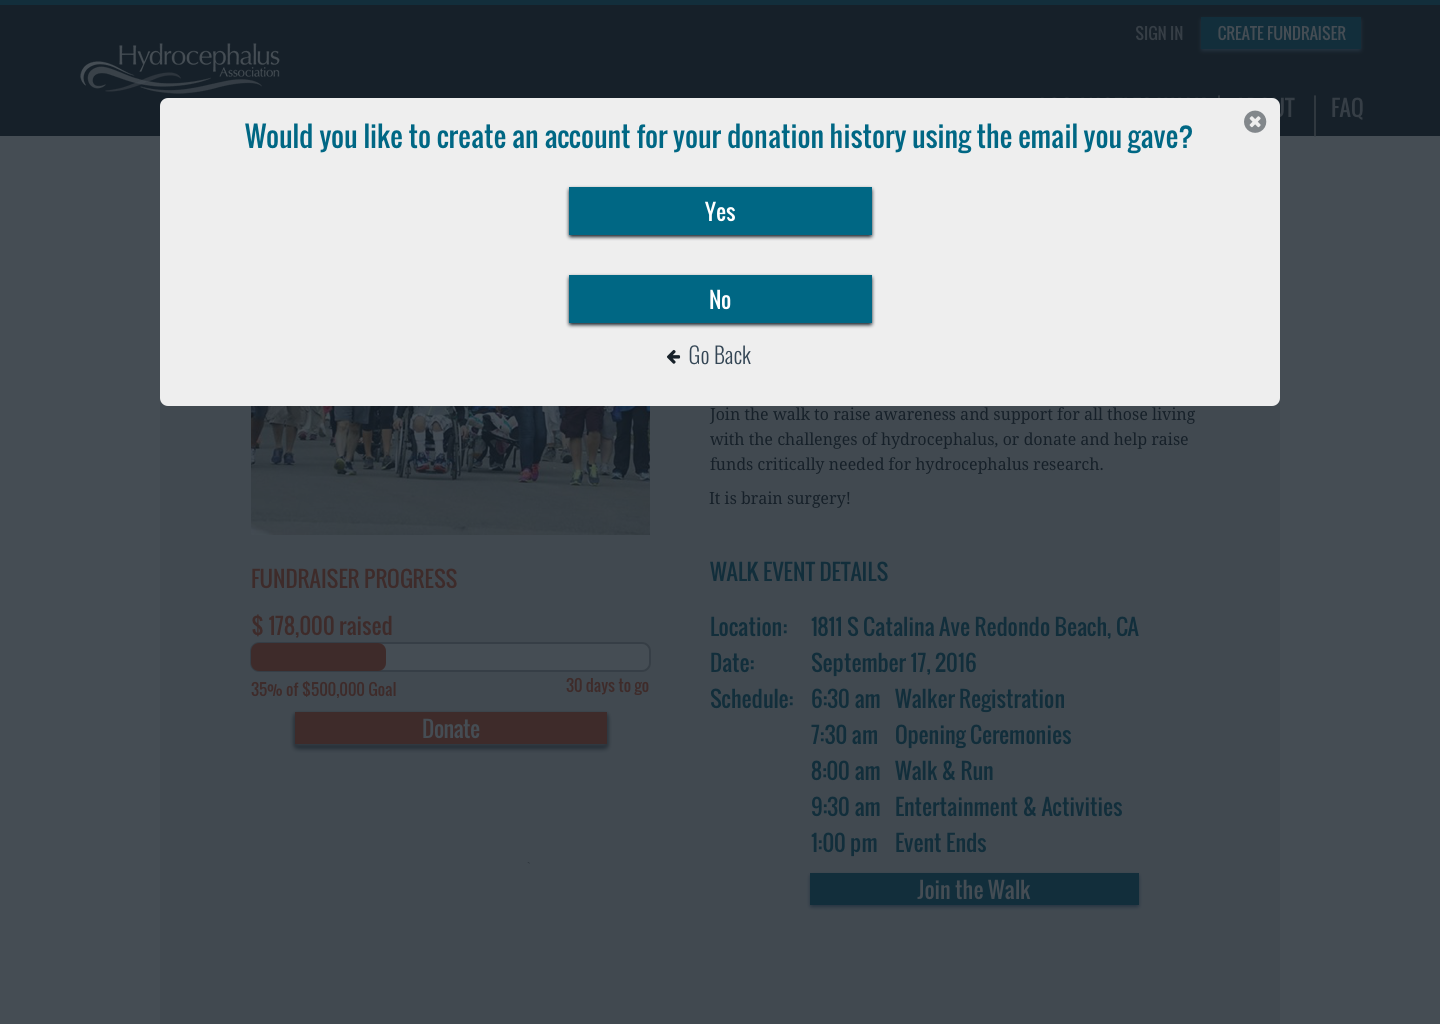 Hydrocephalus
Association
SIGN IN
CREATE FUNDRAISER
FAQ
Would you like to create an account for your donation history using the email you gave?
Yes
No
Go Back
Join the walk to raise awareness and support for all those living
with the challenges of hydrocephalus, or donate and help raise
funds critically needed for hydrocephalus research.
It is brain surgery!
FUNDRAISER PROGRESS
$ 178,000 raised
35% of $500,000 Goal
30 days to go
Donate
WALK EVENT DETAILS
Location: 1811 S Catalina Ave Redondo Beach, CA
Date: September 17, 2016
Schedule: 6:30 am Walker Registration
7:30 am Opening Ceremonies
8:00 am Walk & Run
9:30 am Entertainment & Activities
1:00 pm Event Ends
Join the Walk